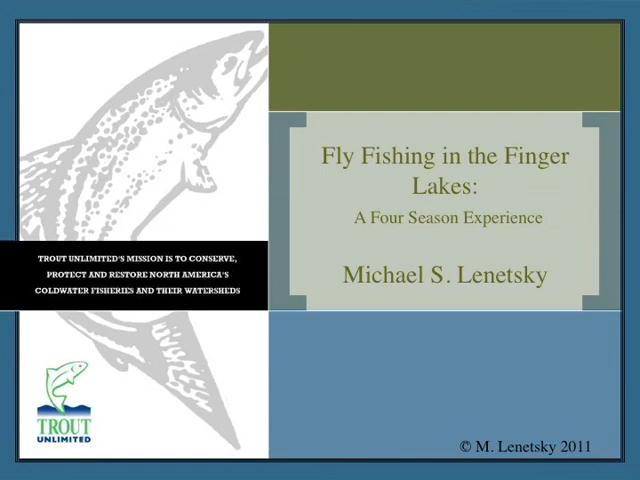 Fly Fishing in the Finger
Lakes:
A Four Season Experience
Michael S. Lenetsky
TROUT UNLIMITED'S MISSION IS TO CONSERVE,
PROTECT AND RESTORE NORTH AMERICA'S
COLDWATER FISHERIES AND THEIR WATERSHEDS
TROUT
UNLIMITED
© M. Lenetsky 2011